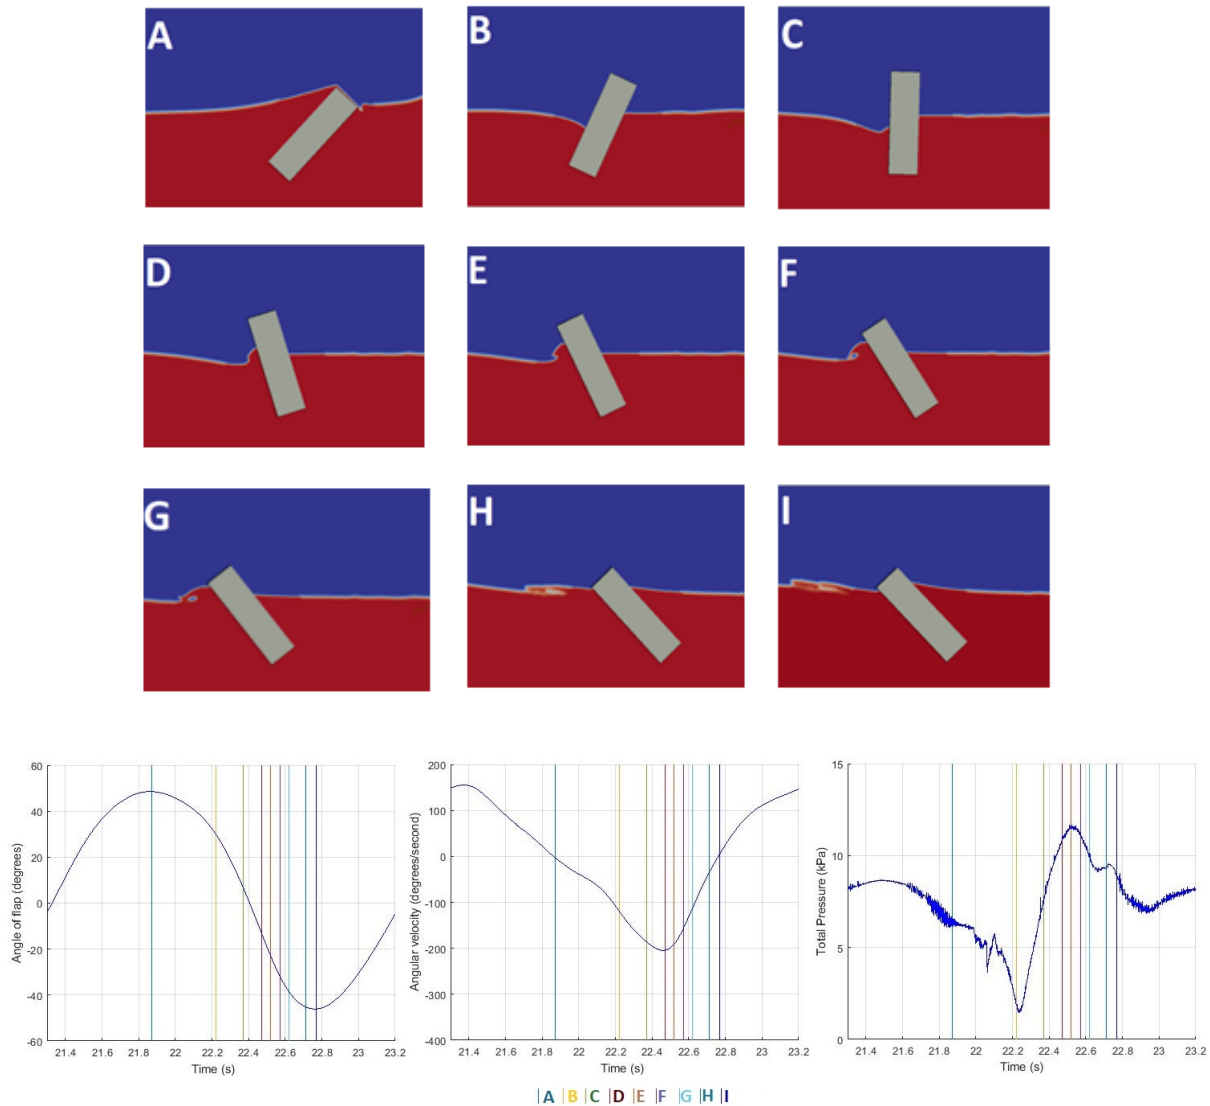 A
B
C
D
E
F
G
H
I
60
40
20
0
-20
-40
-60
Angle of flap (degrees)
21.4 21.6 21.8 22 22.2 22.4 22.6 22.8 23 23.2
Time (s)
200
100
0
-100
-200
-300
-400
Angular velocity (degrees/second)
21.4 21.6 21.8 22 22.2 22.4 22.6 22.8 23 23.2
Time (s)
15
10
5
0
Total Pressure (kPa)
21.4 21.6 21.8 22 22.2 22.4 22.6 22.8 23 23.2
Time (s)
A B C D E F G H I